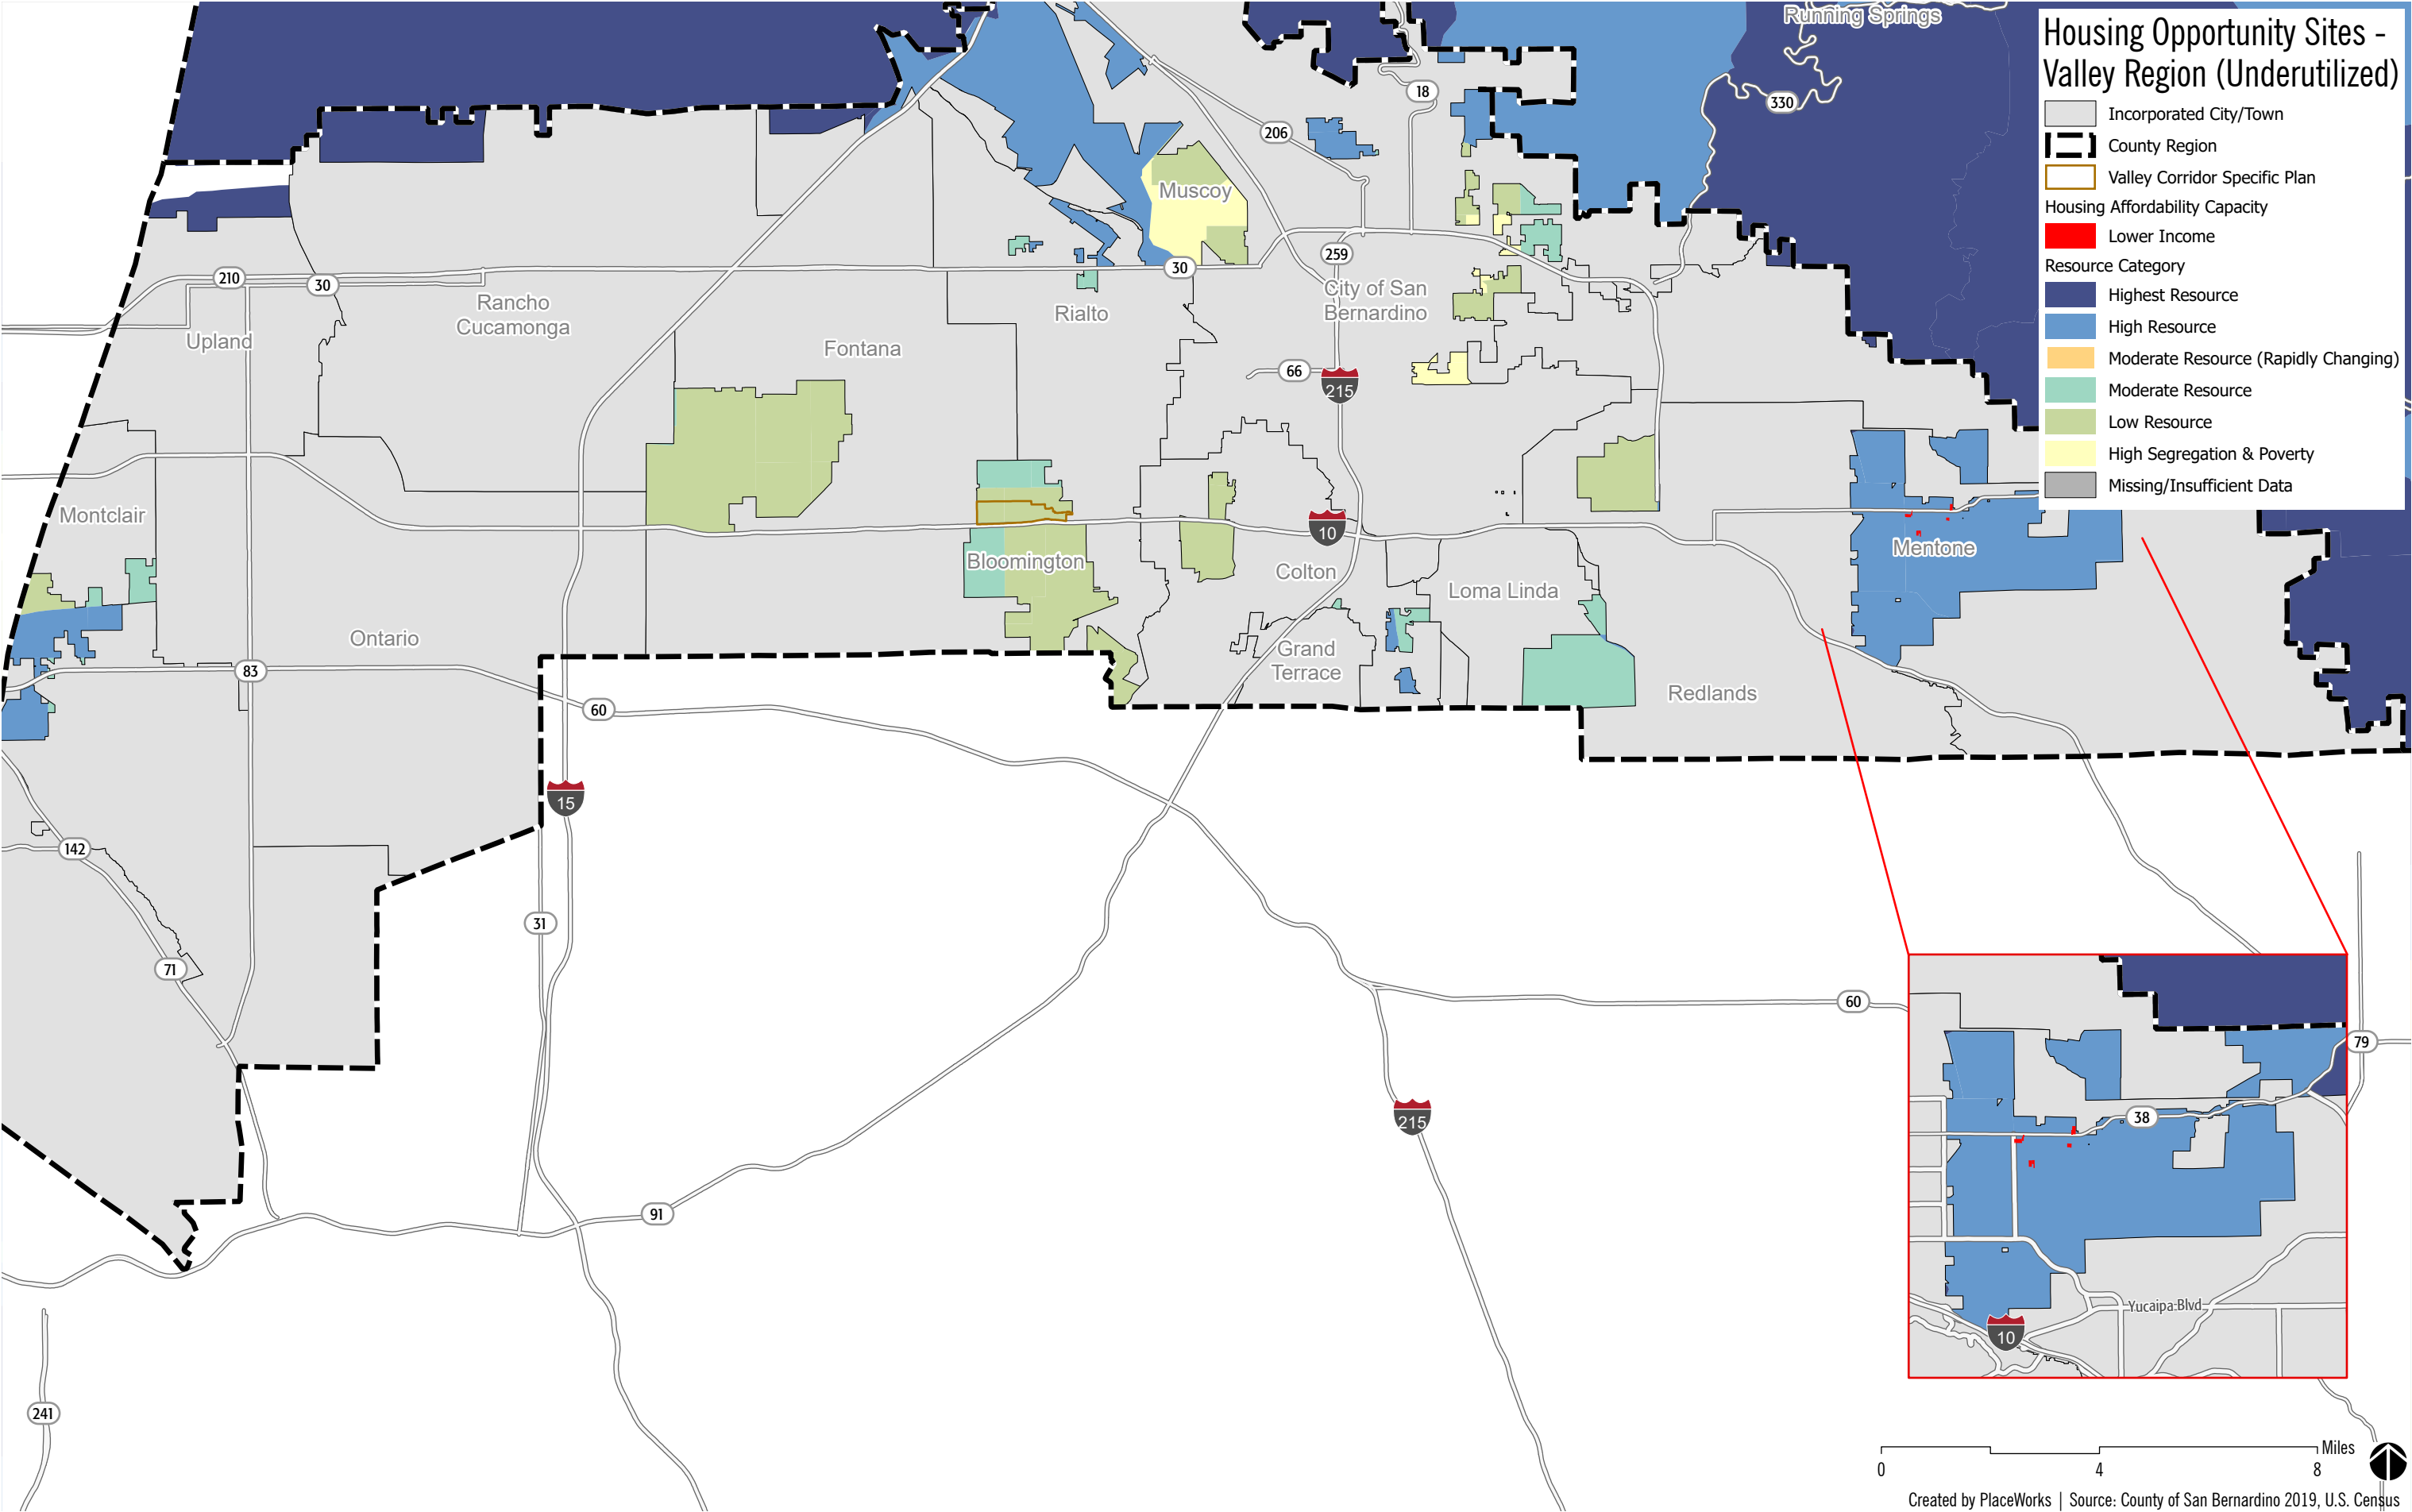 Running Springs
Housing Opportunity Sites -
Valley Region (Underutilized)
Incorporated City/Town
County Region
Valley Corridor Specific Plan
Housing Affordability Capacity
Lower Income
Resource Category
Highest Resource
High Resource
Moderate Resource (Rapidly Changing)
Moderate Resource
Low Resource
High Segregation & Poverty
Missing/Insufficient Data
18
330
206
Muscoy
259
30
210
30
City of San
Bernardino
Rancho
Cucamonga
Rialto
Upland
Fontana
66
215
Montclair
10
Mentone
Bloomington
Colton
Loma Linda
Ontario
Grand
Terrace
83
Redlands
60
15
142
31
71
60
79
38
215
91
Yucaipa Blvd
10
241
Miles
0
4
8
Created by PlaceWorks | Source: County of San Bernardino 2019, U.S. Census